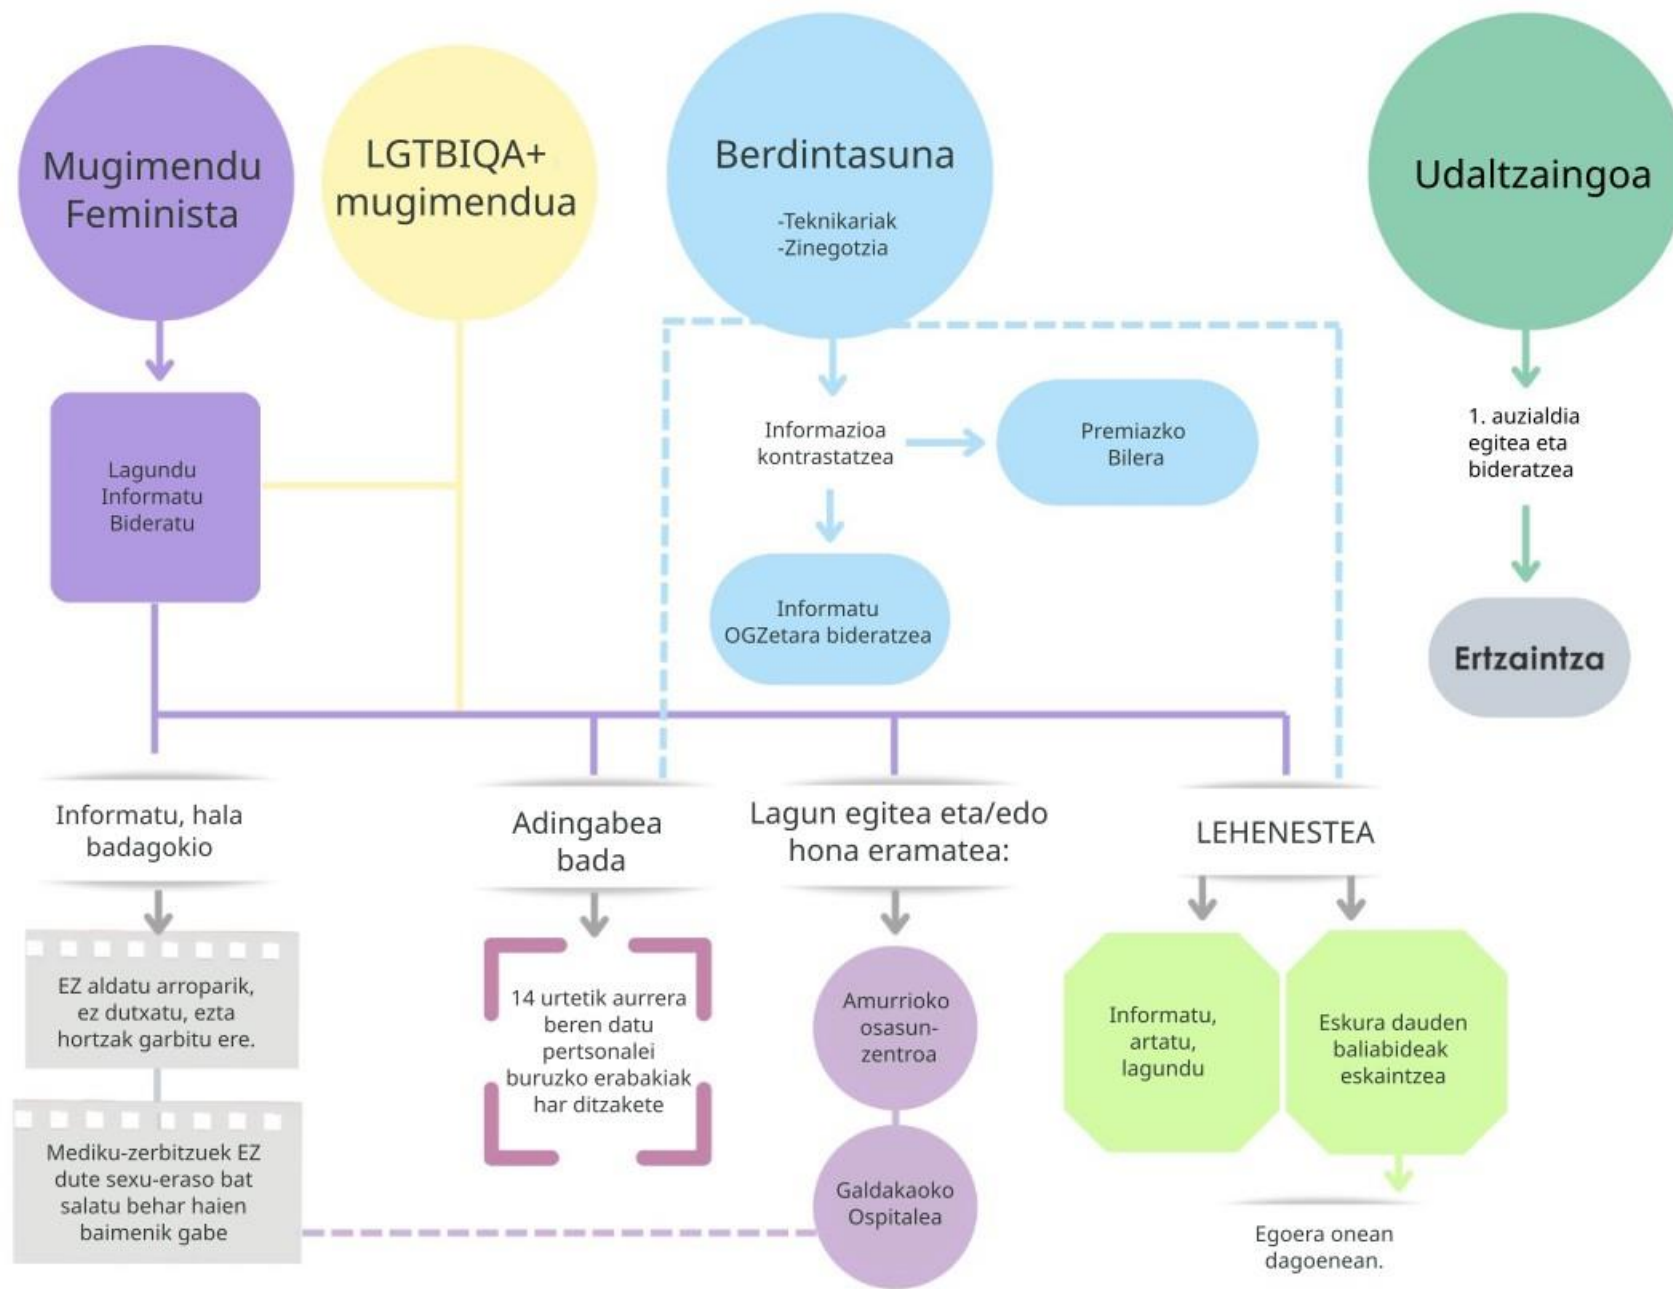 Mugimendu
Feminista
LGTBIQA+
mugimendua
Berdintasuna
-Teknikariak
-Zinegotzia
Udaltzaingoa
Lagundu
Informatu
Bideratu
Informazioa
kontrastatzea
Premiazko
Bilera
1. auzialdia
egitea eta
bideratzea
Informatu
OGZetara bideratzea
Ertzaintza
Informatu, hala
badagokio
Adingabea
bada
Lagun egitea eta/edo
hona eramatea:
LEHENESTEA
EZ aldatu arroparik,
ez dutxatu, ezta
hortzak garbitu ere.
Mediku-zerbitzuek EZ
dute sexu-eraso bat
salatu behar haien
baimenik gabe
14 urtetik aurrera
beren datu
pertsonalei
buruzko erabakiak
har ditzakete
Amurrioko
osasun-
zentroa
Galdakaoko
Ospitalea
Informatu,
artatu,
lagundu
Eskura dauden
baliabideak
eskaintzea
Egoera onean
dagoenean.